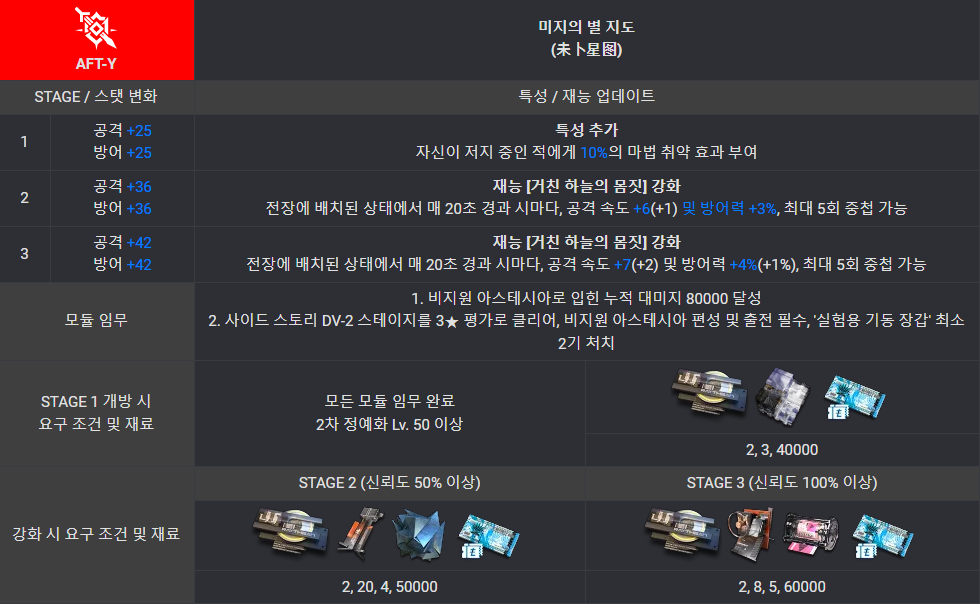 AFT-Y
미지의 별 지도
(未卜星图)
STAGE / 스탯 변화
특성 / 재능 업데이트
1
공격 +25
방어 +25
특성 추가
자신이 저지 중인 적에게 10%의 마법 취약 효과 부여
2
공격 +36
방어 +36
재능 [거친 하늘의 몸짓] 강화
전장에 배치된 상태에서 매 20초 경과 시마다, 공격 속도 +6(+1) 및 방어력 +3%, 최대 5회 중첩 가능
3
공격 +42
방어 +42
재능 [거친 하늘의 몸짓] 강화
전장에 배치된 상태에서 매 20초 경과 시마다, 공격 속도 +7(+2) 및 방어력 +4%(+1%), 최대 5회 중첩 가능
모듈 임무
1. 비지원 아스테시아로 입힌 누적 대미지 80000 달성
2. 사이드 스토리 DV-2 스테이지를 3★ 평가로 클리어, 비지원 아스테시아 편성 및 출전 필수, '실험용 기동 장갑' 최소
2기 처치
STAGE 1 개방 시
요구 조건 및 재료
모든 모듈 임무 완료
2차 정예화 Lv. 50 이상
2, 3, 40000
강화 시 요구 조건 및 재료
STAGE 2 (신뢰도 50% 이상)
2, 20, 4, 50000
STAGE 3 (신뢰도 100% 이상)
2, 8, 5, 60000